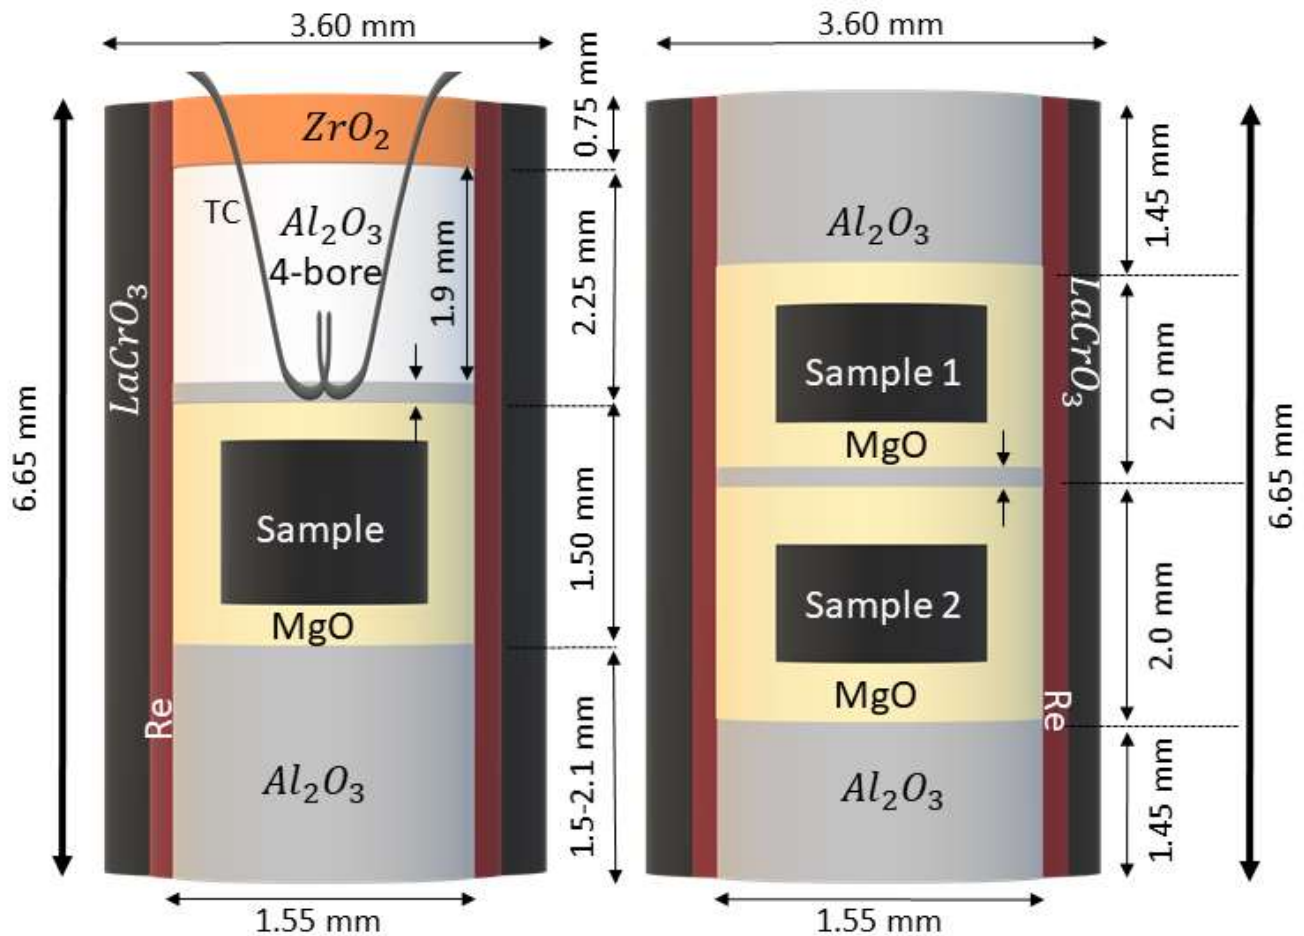 3.60 mm
0.75 mm
ZrO₂
TC
Al₂O₃
4-bore
1.9 mm
2.25 mm
LaCrO₃
6.65 mm
Sample
1.50 mm
MgO
Re
Al₂O₃
1.5-2.1 mm
1.55 mm
3.60 mm
Al₂O₃
1.45 mm
LaCrO₃
Sample 1
2.0 mm
MgO
6.65 mm
Sample 2
2.0 mm
MgO
Re
Al₂O₃
1.45 mm
1.55 mm